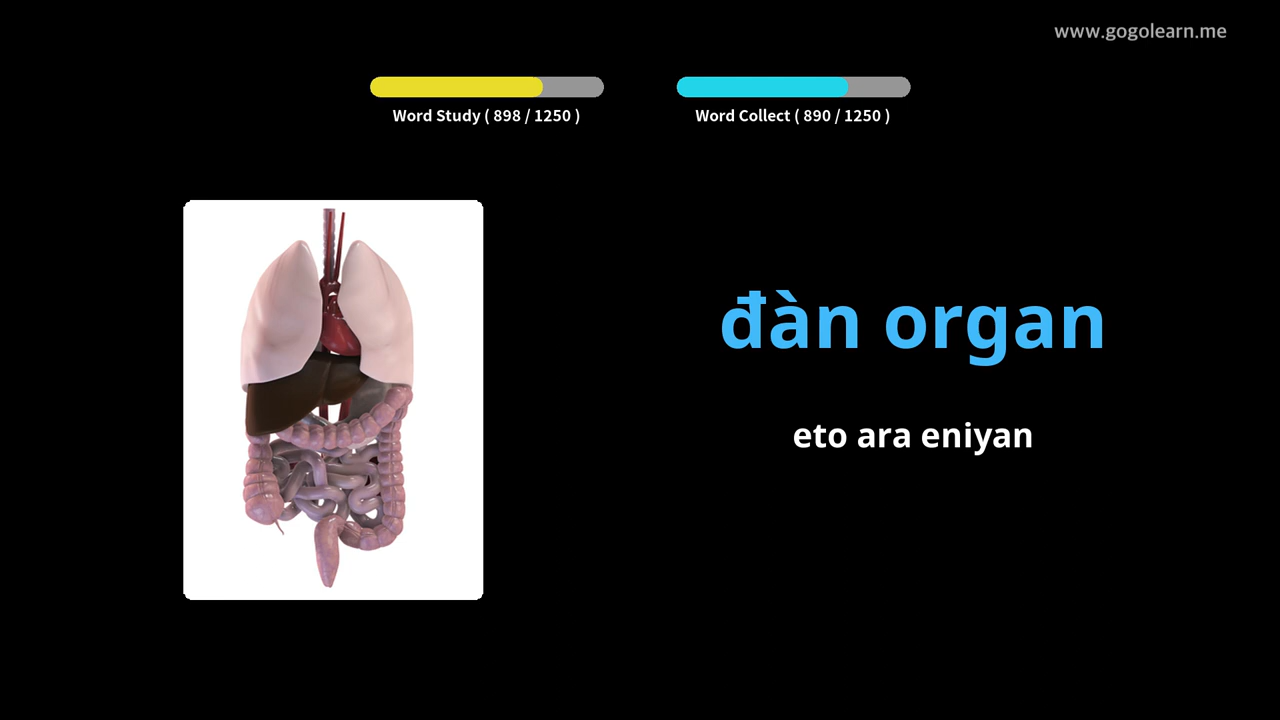 www.gogolearn.me
Word Study ( 898 / 1250 )
Word Collect ( 890 / 1250 )
đàn organ
eto ara eniyan